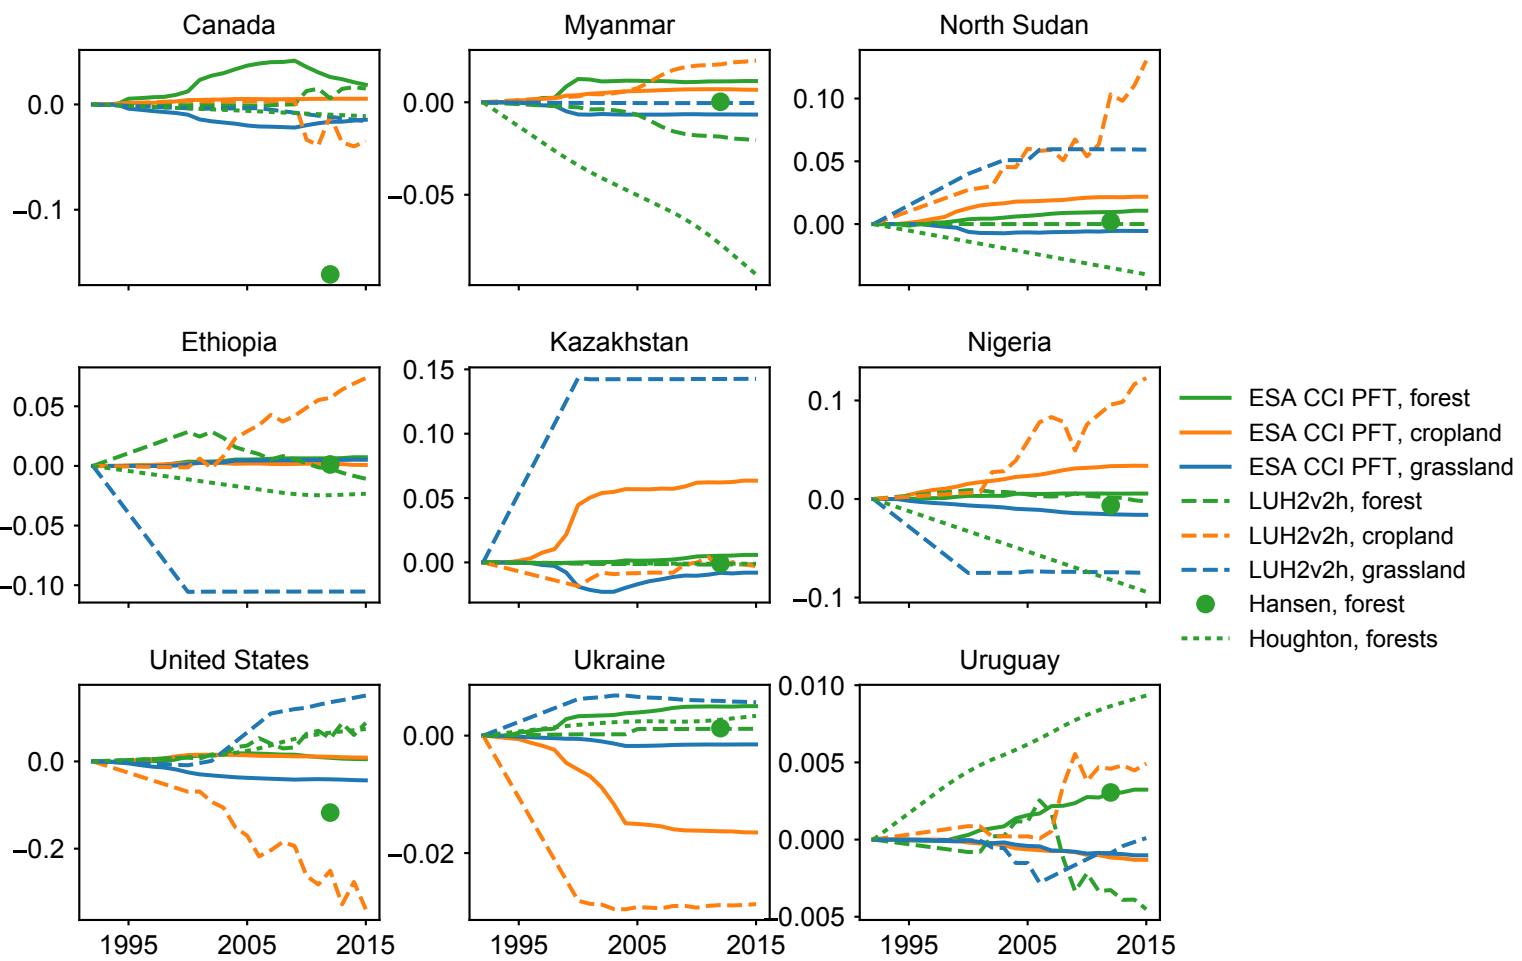 Canada
Myanmar
North Sudan
0.0
−0.1
0.00
−0.05
0.10
0.05
0.00
Ethiopia
Kazakhstan
Nigeria
0.05
0.00
−0.05
−0.10
0.15
0.10
0.05
0.00
0.1
0.0
−0.1
ESA CCI PFT, forest
ESA CCI PFT, cropland
ESA CCI PFT, grassland
LUH2v2h, forest
LUH2v2h, cropland
LUH2v2h, grassland
Hansen, forest
Houghton, forests
United States
Ukraine
Uruguay
0.0
−0.2
0.00
−0.02
0.010
0.005
0.000
−0.005
1995 2005 2015
1995 2005 2015
1995 2005 2015